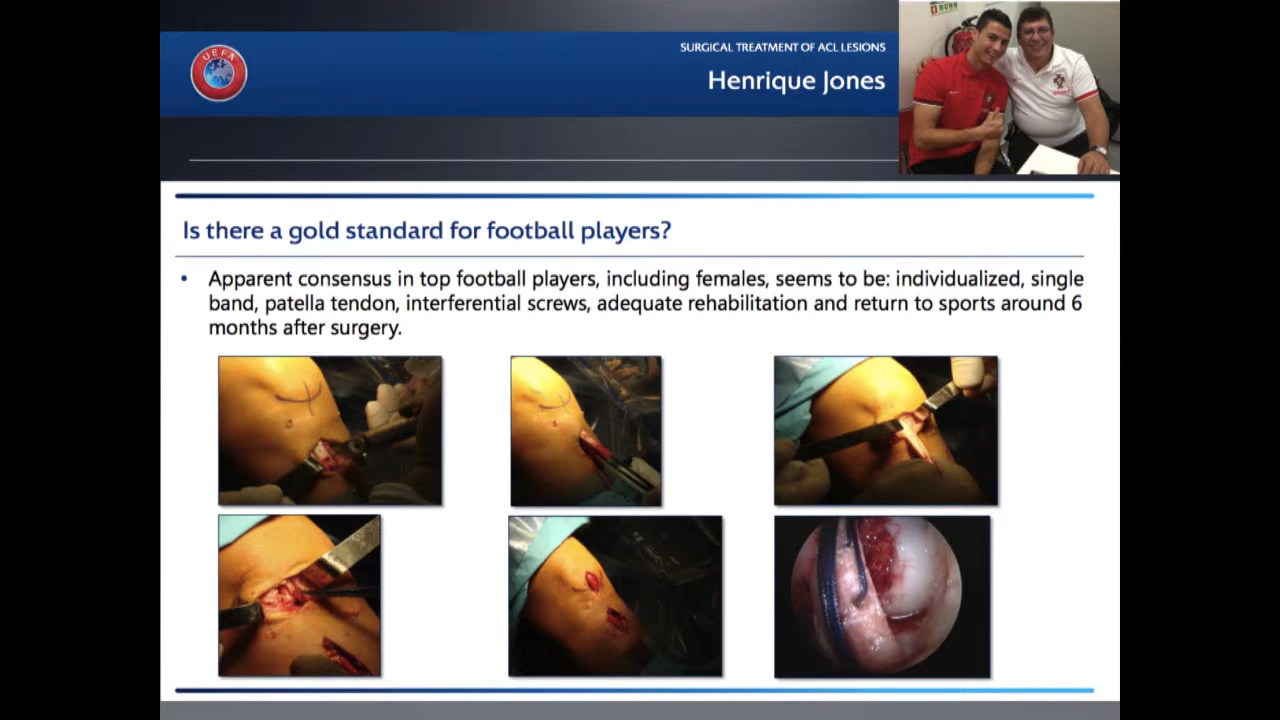 UEFA
SURGICAL TREATMENT OF ACL LESIONS
Henrique Jones
Is there a gold standard for football players?
• Apparent consensus in top football players, including females, seems to be: individualized, single
band, patella tendon, interferential screws, adequate rehabilitation and return to sports around 6
months after surgery.